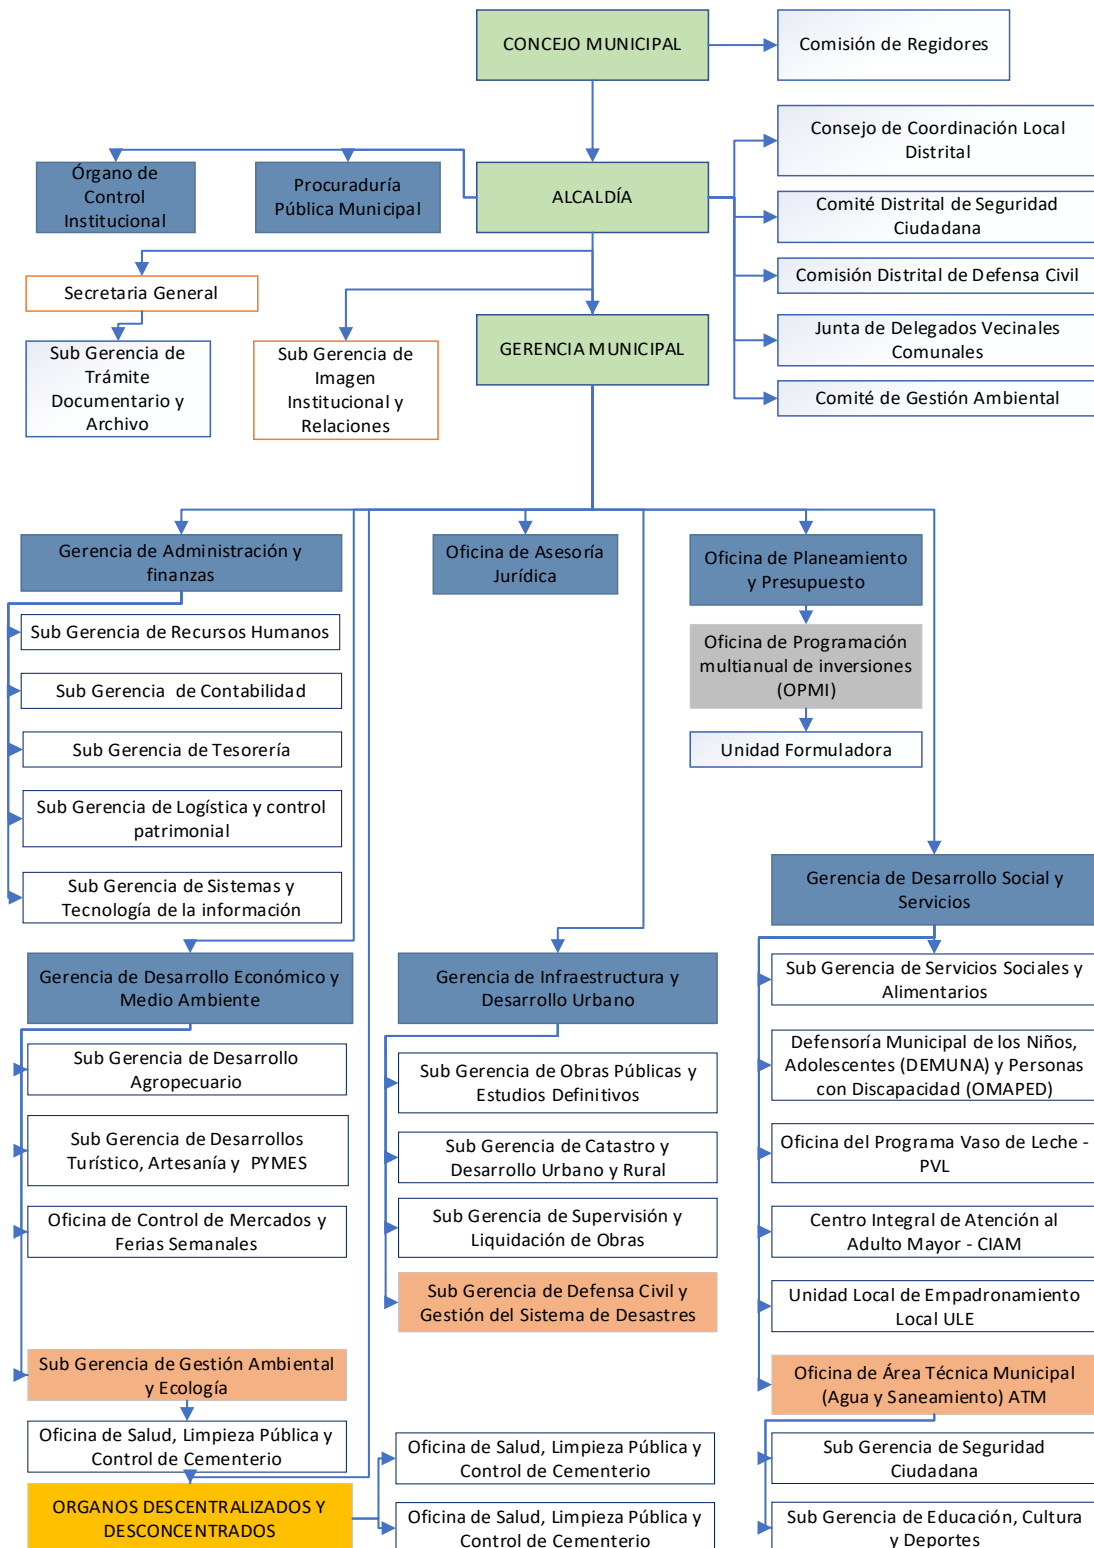 CONCEJO MUNICIPAL
Comisión de Regidores
Consejo de Coordinación Local
Distrital
Órgano de
Control
Institucional
Procuraduría
Pública Municipal
ALCALDÍA
Comité Distrital de Seguridad
Ciudadana
Secretaria General
Comisión Distrital de Defensa Civil
Sub Gerencia de
Trámite
Documentario y
Archivo
Sub Gerencia de
Imagen
Institucional y
Relaciones
GERENCIA MUNICIPAL
Junta de Delegados Vecinales
Comunales
Comité de Gestión Ambiental
Gerencia de Administración y
finanzas
Oficina de Asesoría
Jurídica
Oficina de Planeamiento
y Presupuesto
Sub Gerencia de Recursos Humanos
Sub Gerencia de Contabilidad
Sub Gerencia de Tesorería
Sub Gerencia de Logística y control
patrimonial
Sub Gerencia de Sistemas y
Tecnología de la información
Oficina de Programación
multianual de inversiones
(OPMI)
Unidad Formuladora
Gerencia de Desarrollo Social y
Servicios
Gerencia de Desarrollo Económico y
Medio Ambiente
Gerencia de Infraestructura y
Desarrollo Urbano
Sub Gerencia de Servicios Sociales y
Alimentarios
Sub Gerencia de Desarrollo
Agropecuario
Sub Gerencia de Desarrollos
Turístico, Artesanía y PYMES
Oficina de Control de Mercados y
Ferias Semanales
Sub Gerencia de Gestión Ambiental
y Ecología
Oficina de Salud, Limpieza Pública y
Control de Cementerio
Sub Gerencia de Obras Públicas y
Estudios Definitivos
Sub Gerencia de Catastro y
Desarrollo Urbano y Rural
Sub Gerencia de Supervisión y
Liquidación de Obras
Sub Gerencia de Defensa Civil y
Gestión del Sistema de Desastres
Defensoría Municipal de los Niños,
Adolescentes (DEMUNA) y Personas
con Discapacidad (OMAPED)
Oficina del Programa Vaso de Leche -
PVL
Centro Integral de Atención al
Adulto Mayor - CIAM
Unidad Local de Empadronamiento
Local ULE
Oficina de Área Técnica Municipal
(Agua y Saneamiento) ATM
Sub Gerencia de Seguridad
Ciudadana
Sub Gerencia de Educación, Cultura
y Deportes
ORGANOS DESCENTRALIZADOS Y
DESCONCENTRADOS
Oficina de Salud, Limpieza Pública y
Control de Cementerio
Oficina de Salud, Limpieza Pública y
Control de Cementerio